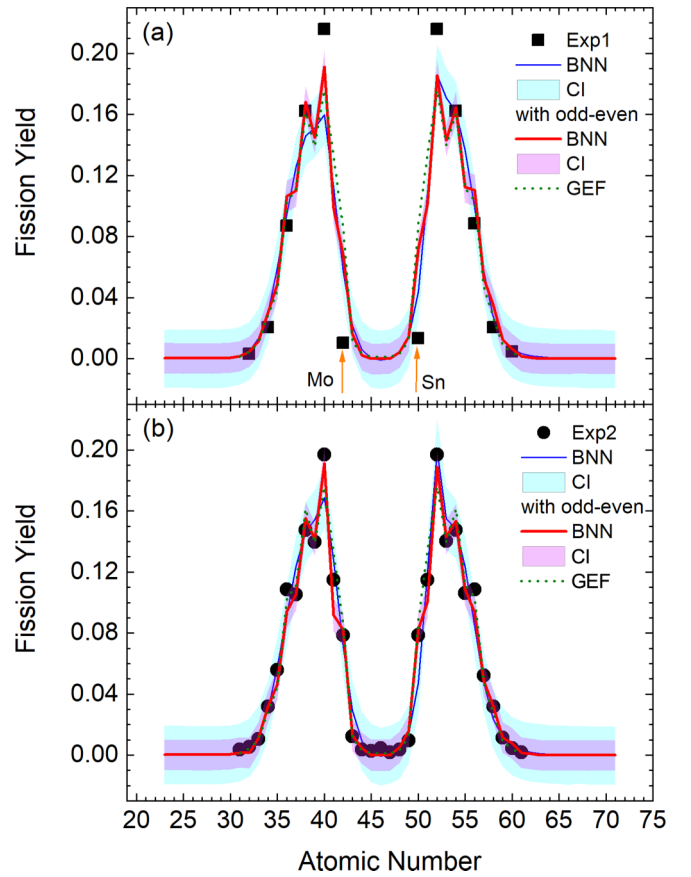 (a)
Exp1
BNN
CI
with odd-even
BNN
CI
GEF
Fission Yield
0.20
0.16
0.12
0.08
0.04
0.00
Mo
Sn
(b)
Exp2
BNN
CI
with odd-even
BNN
CI
GEF
Fission Yield
0.20
0.16
0.12
0.08
0.04
0.00
20 25 30 35 40 45 50 55 60 65 70 75
Atomic Number